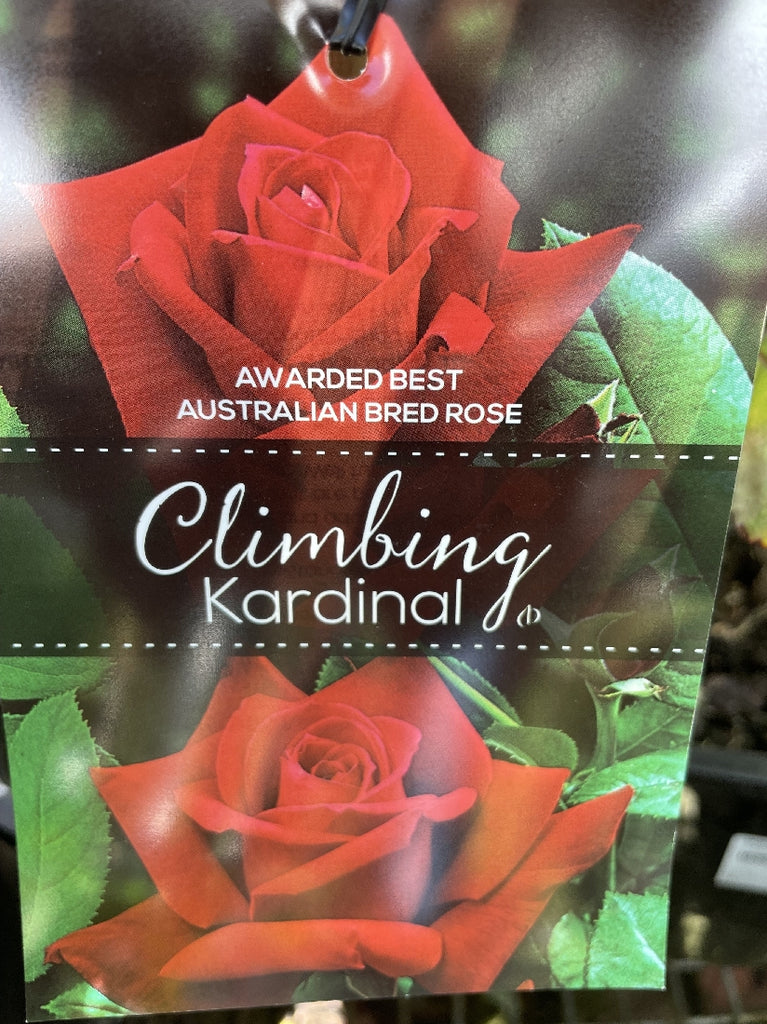 AWARDED BEST
AUSTRALIAN BRED ROSE
Climbing
Kardinal